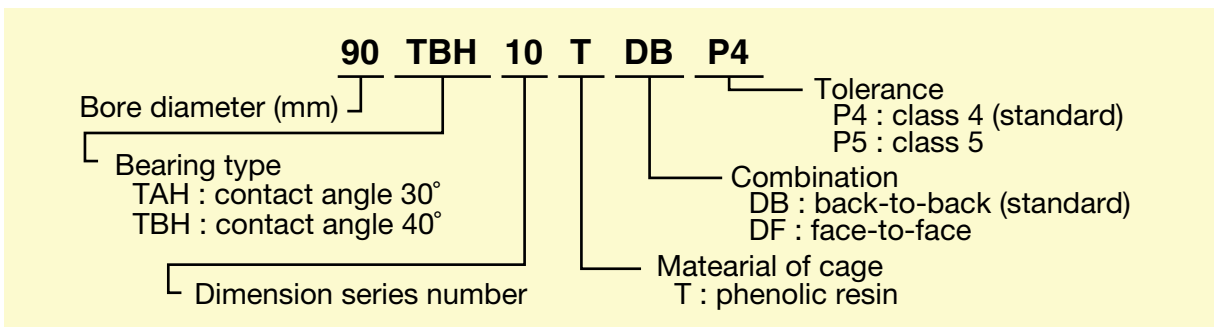 90 TBH 10 T DB P4
Bore diameter (mm)
Bearing type
TAH : contact angle 30°
TBH : contact angle 40°
Dimension series number
Tolerance
P4 : class 4 (standard)
P5 : class 5
Combination
DB : back-to-back (standard)
DF : face-to-face
Matearial of cage
T : phenolic resin